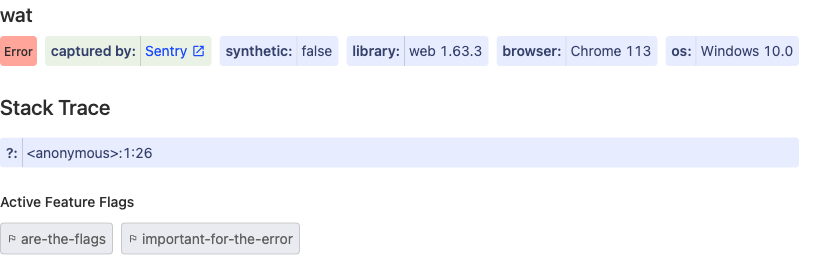 wat
Error captured by: Sentry synthetic: false library: web 1.63.3 browser: Chrome 113 os: Windows 10.0
Stack Trace
?: <anonymous>:1:26
Active Feature Flags
are-the-flags important-for-the-error